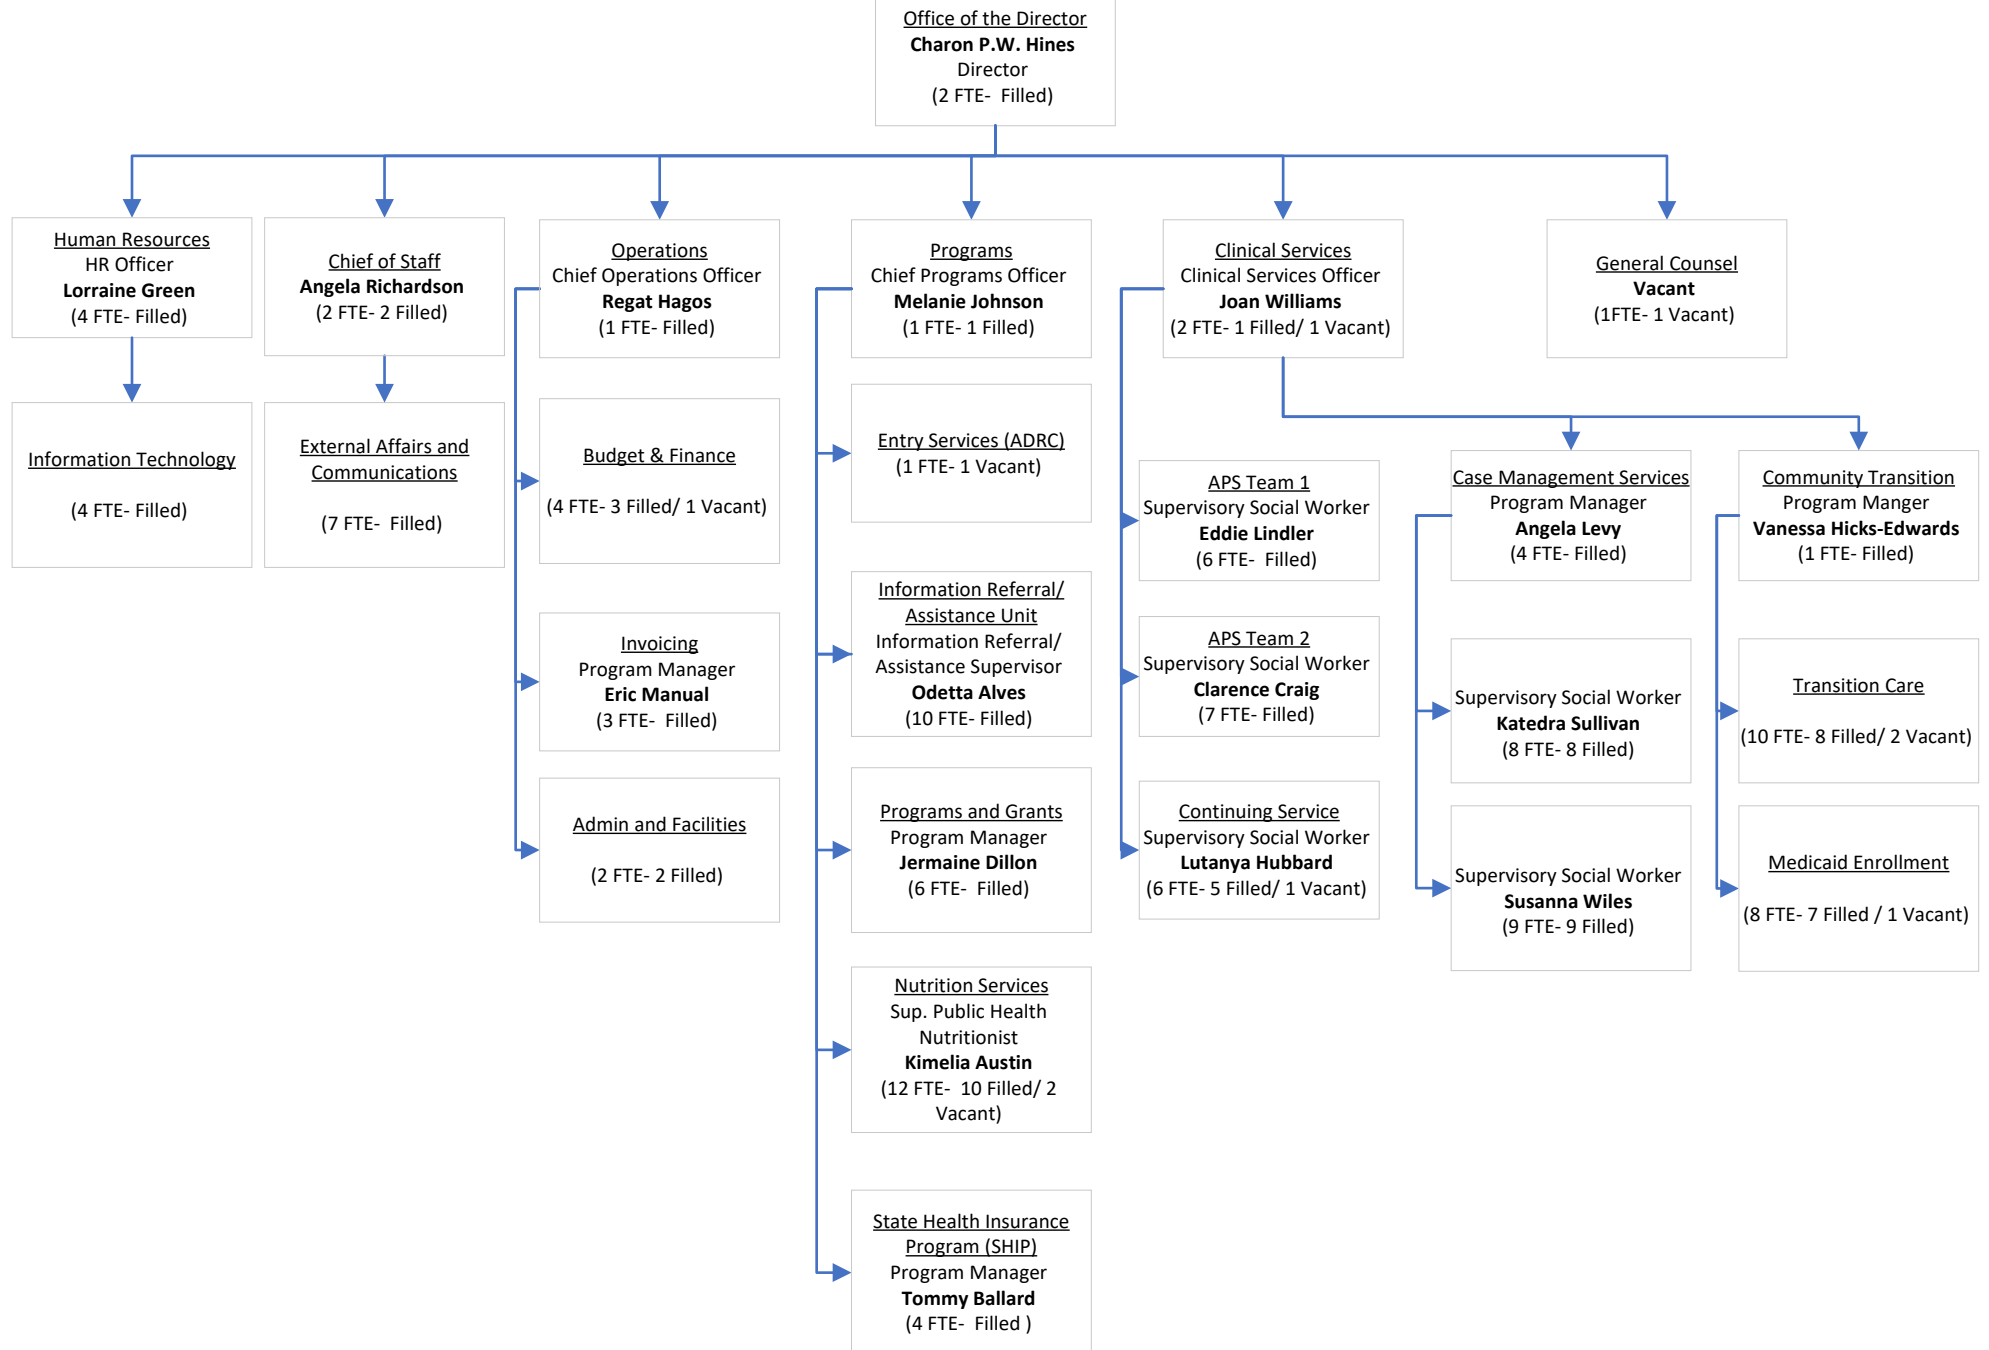 Office of the Director
Charon P.W. Hines
Director
(2 FTE-  Filled)
Human Resources
HR Officer
Lorraine Green
(4 FTE- Filled)
Chief of Staff
Angela Richardson
(2 FTE- 2 Filled)
Operations
Chief Operations Officer
Regat Hagos
(1 FTE- Filled)
Programs
Chief Programs Officer
Melanie Johnson
(1 FTE- 1 Filled)
Clinical Services
Clinical Services Officer
Joan Williams
(2 FTE- 1 Filled/ 1 Vacant)
General Counsel
Vacant
(1FTE- 1 Vacant)
Information Technology
(4 FTE- Filled)
External Affairs and
Communications
(7 FTE-  Filled)
Budget & Finance
(4 FTE- 3 Filled/ 1 Vacant)
Invoicing
Program Manager
Eric Manual
(3 FTE-  Filled)
Admin and Facilities
(2 FTE- 2 Filled)
Entry Services (ADRC)
(1 FTE- 1 Vacant)
Information Referral/
Assistance Unit
Information Referral/
Assistance Supervisor
Odetta Alves
(10 FTE- Filled)
Programs and Grants
Program Manager
Jermaine Dillon
(6 FTE-  Filled)
Nutrition Services
Sup. Public Health
Nutritionist
Kimelia Austin
(12 FTE-  10 Filled/ 2
Vacant)
State Health Insurance
Program (SHIP)
Program Manager
Tommy Ballard
(4 FTE-  Filled )
APS Team 1
Supervisory Social Worker
Eddie Lindler
(6 FTE-  Filled)
APS Team 2
Supervisory Social Worker
Clarence Craig
(7 FTE- Filled)
Continuing Service
Supervisory Social Worker
Lutanya Hubbard
(6 FTE- 5 Filled/ 1 Vacant)
Case Management Services
Program Manager
Angela Levy
(4 FTE- Filled)
Supervisory Social Worker
Katedra Sullivan
(8 FTE- 8 Filled)
Supervisory Social Worker
Susanna Wiles
(9 FTE- 9 Filled)
Community Transition
Program Manger
Vanessa Hicks-Edwards
(1 FTE- Filled)
Transition Care
(10 FTE- 8 Filled/ 2 Vacant)
Medicaid Enrollment
(8 FTE- 7 Filled / 1 Vacant)